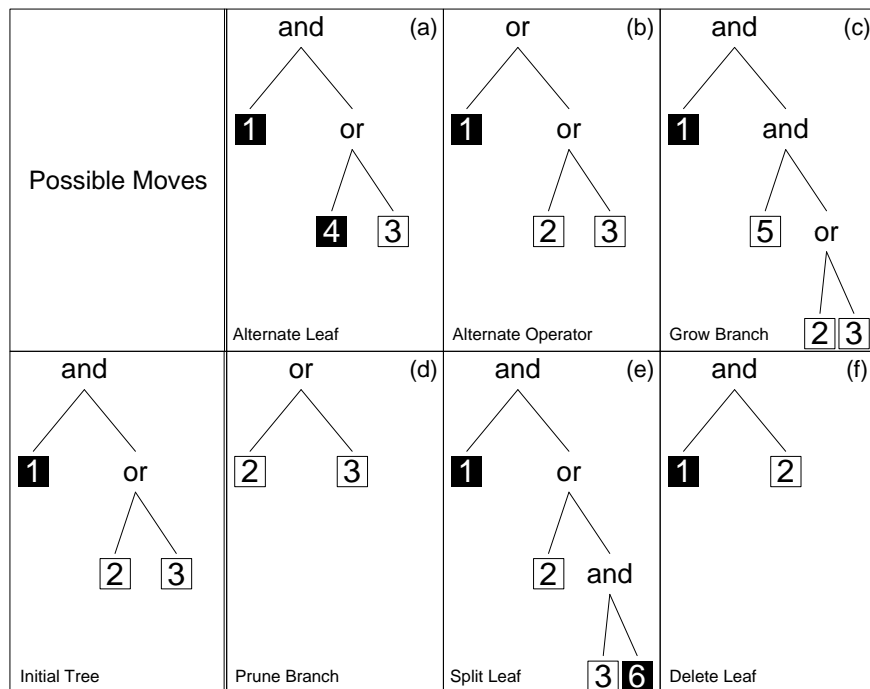 and (a)
1 or
4 3
Alternate Leaf
or (b)
1 or
2 3
Alternate Operator
and (c)
1 and
5 or
2 3
Grow Branch
Possible Moves
and
1 or
2 3
Initial Tree
or (d)
2 3
Prune Branch
and (e)
1 or
2 and
3 6
Split Leaf
and (f)
1 2
Delete Leaf